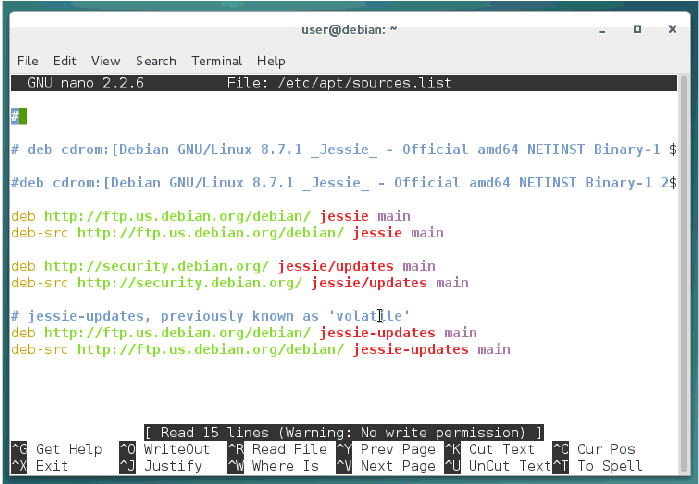 user@debian: ~
File Edit View Search Terminal Help
GNU nano 2.2.6 File: /etc/apt/sources.list
#
# deb cdrom:[Debian GNU/Linux 8.7.1 _Jessie_ - Official amd64 NETINST Binary-1 $
#deb cdrom:[Debian GNU/Linux 8.7.1 _Jessie_ - Official amd64 NETINST Binary-1 2$
deb http://ftp.us.debian.org/debian/ jessie main
deb-src http://ftp.us.debian.org/debian/ jessie main
deb http://security.debian.org/ jessie/updates main
deb-src http://security.debian.org/ jessie/updates main
# jessie-updates, previously known as 'volatile'
deb http://ftp.us.debian.org/debian/ jessie-updates main
deb-src http://ftp.us.debian.org/debian/ jessie-updates main
[ Read 15 lines (Warning: No write permission) ]
^G Get Help ^O WriteOut ^R Read File ^Y Prev Page ^K Cut Text ^C Cur Pos
^X Exit ^J Justify ^W Where Is ^V Next Page ^U UnCut Text ^T To Spell